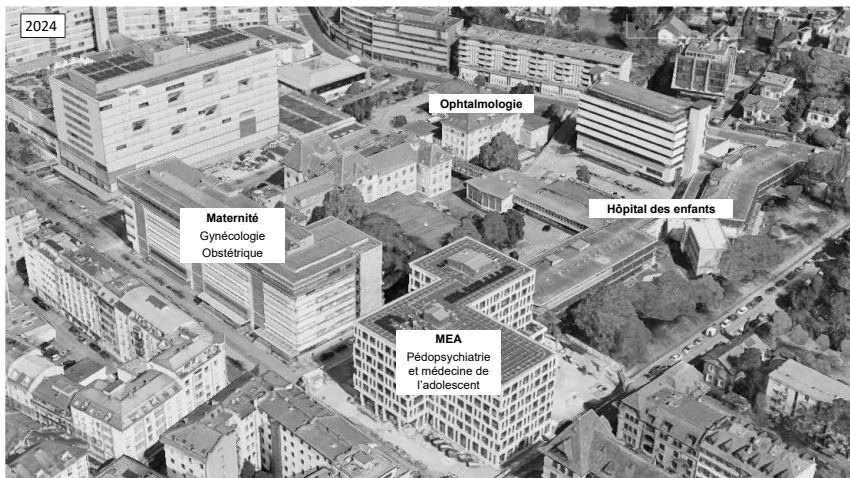 2024
Ophtalmologie
Maternité
Gynécologie
Obstétrique
Hôpital des enfants
MEA
Pédopsychiatrie
et médecine de
l'adolescent